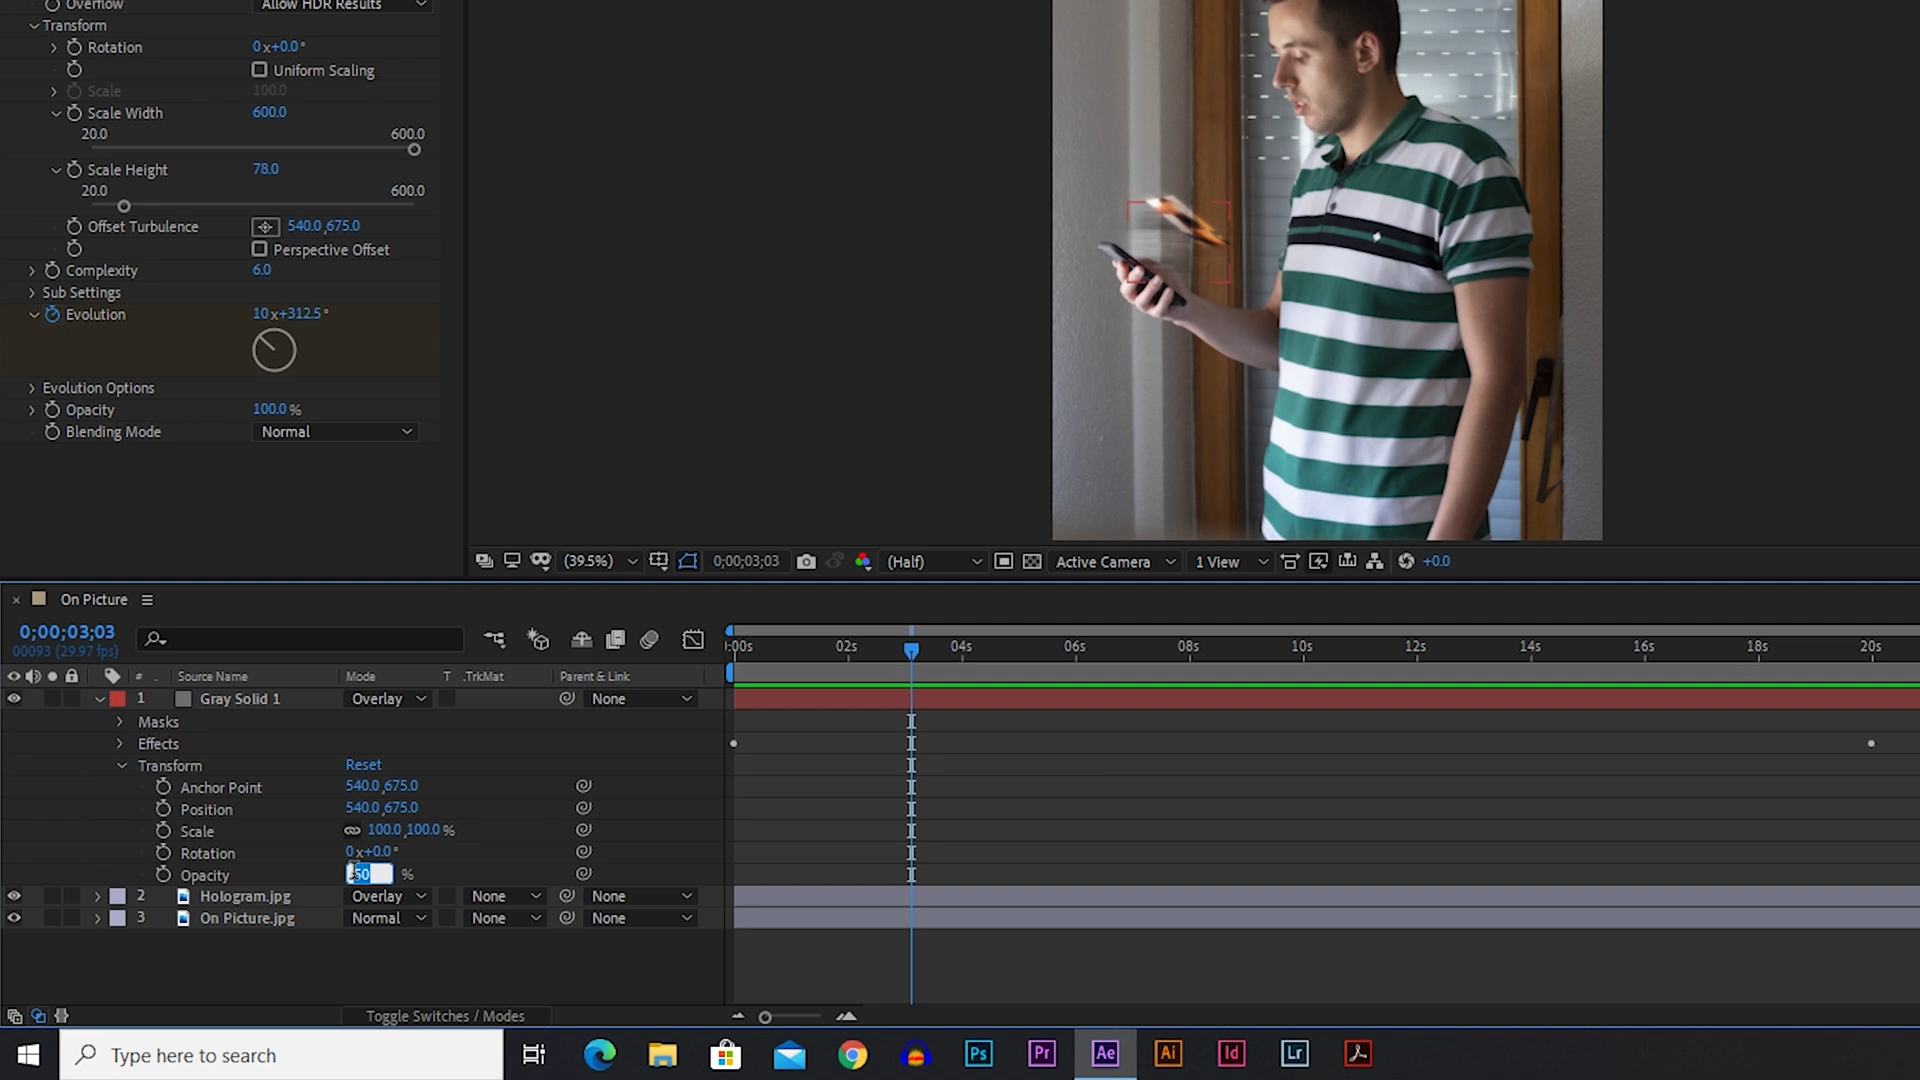 Overflow Allow HDR Results
Transform
Rotation 0x+0.0°
Uniform Scaling
Scale 100.0
Scale Width 600.0
20.0 600.0
Scale Height 78.0
20.0 600.0
Offset Turbulence 540.0,675.0
Perspective Offset
Complexity 6.0
Sub Settings
Evolution 10x+312.5°
Evolution Options
Opacity 100.0%
Blending Mode Normal
(39.5%) 0;00;03;03 (Half) Active Camera 1 View +0.0
× On Picture
0;00;03;03
00093 (29.97 fps)
:00s 02s 04s 06s 08s 10s 12s 14s 16s 18s 20s
# . Source Name Mode T .TrkMat Parent & Link
1 Gray Solid 1 Overlay None
Masks
Effects
Transform Reset
Anchor Point 540.0,675.0
Position 540.0,675.0
Scale 100.0,100.0%
Rotation 0x+0.0°
Opacity 50 %
2 Hologram.jpg Overlay None None
3 On Picture.jpg Normal None None
Toggle Switches / Modes
Type here to search Ps Pr Ae Ai Id Lr